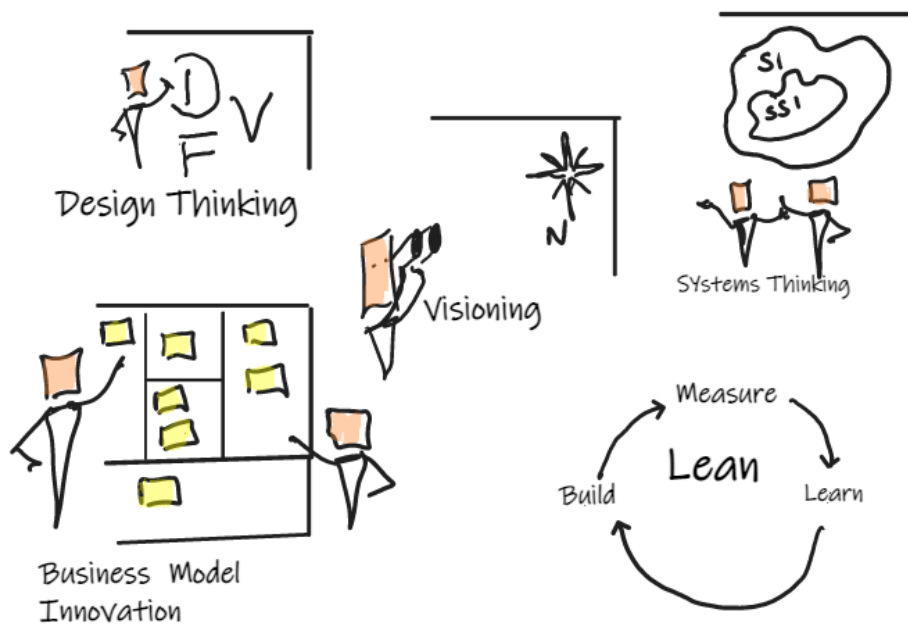 D
V
F
Design Thinking
N
Visioning
S1
SS1
SYstems Thinking
Business Model
Innovation
Measure
Lean
Build
Learn